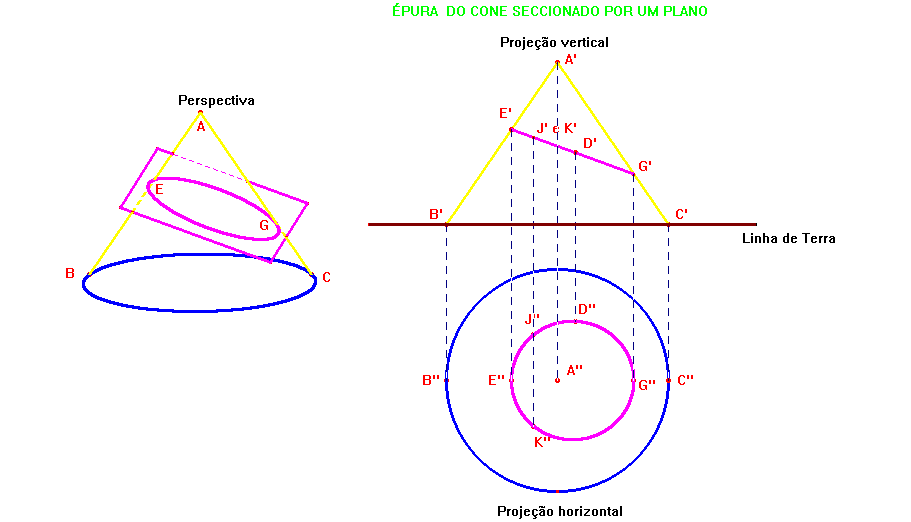 ÉPURA DO CONE SECCIONADO POR UM PLANO
Projeção vertical
A'
Perspectiva
A
E'
J' e K'
D'
G'
E
G
B'
C'
Linha de Terra
B
C
D''
J''
A''
B''
E''
G''
C''
K''
Projeção horizontal